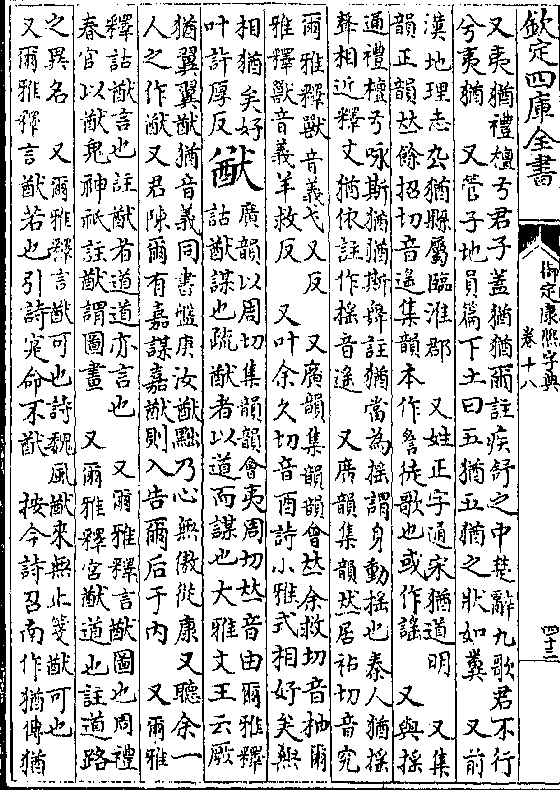 欽定四庫全書
御定康熙字典
卷十八
四十三
又夷猶禮檀弓君子蓋猶猶爾註疾舒之中楚辭九歌君不行
兮夷猶 又管子地員篇下土曰五猶五猶之狀如糞 又前
漢地理志厹猶縣屬臨淮郡 又姓正字通宋猶道明 又集
韻正韻𠀤餘招切音遙集韻本作䚻徒歌也或作謠 又與搖
通禮檀弓咏斯猶猶斯舞註猶當為搖謂身動搖也秦人猶搖
聲相近釋文猶依註作搖音遙 又廣韻集韻𠀤居祐切音究
爾雅釋獸音義弋又反 又廣韻集韻韻會𠀤余救切音柚爾
雅釋獸音義羊救反 又叶余久切音酉詩小雅式相好矣無
相猶矣好
叶許厚反
猷
廣韻以周切集韻韻會夷周切𠀤音由爾雅釋
詁猷謀也疏猷者以道而謀也大雅文王云厥
猶翼翼猷猶音義同書盤庚汝猷黜乃心無傲從康又聽余一
人之作猷又君陳爾有嘉謀嘉猷則入告爾后于內 又爾雅
釋詁猷言也註猷者道道亦言也 又爾雅釋言猷圖也周禮
春官以猷鬼神祇註猷謂圖畫 又爾雅釋宮猷道也註道路
之異名 又爾雅釋言猷可也詩魏風猷來無止箋猷可也
又爾雅釋言猷若也引詩寔命不猷 按今詩召南作猶傳猶